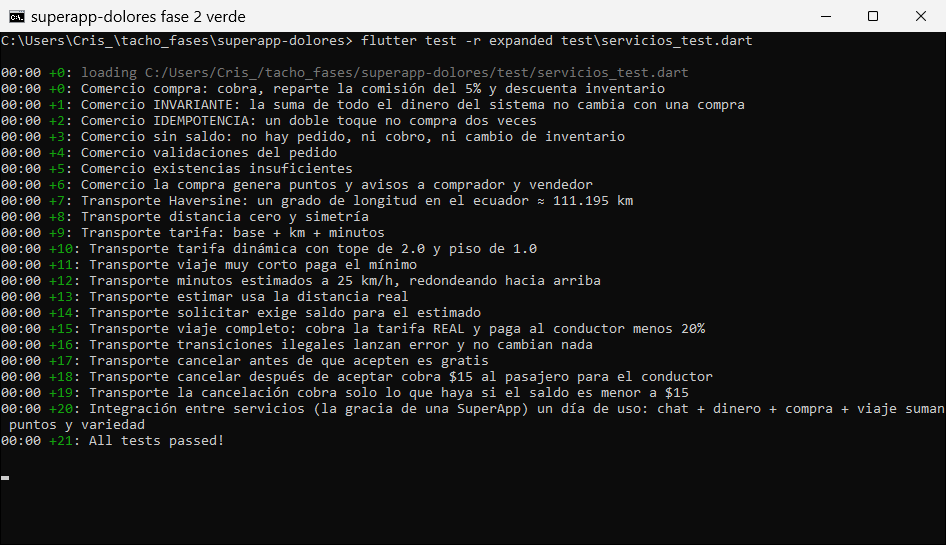 superapp-dolores fase 2 verde
C:\Users\Cris_\tacho_fases\superapp-dolores> flutter test -r expanded test\servicios_test.dart
00:00 +0: loading C:/Users/Cris_/tacho_fases/superapp-dolores/test/servicios_test.dart
00:00 +0: Comercio compra: cobra, reparte la comisión del 5% y descuenta inventario
00:00 +1: Comercio INVARIANTE: la suma de todo el dinero del sistema no cambia con una compra
00:00 +2: Comercio IDEMPOTENCIA: un doble toque no compra dos veces
00:00 +3: Comercio sin saldo: no hay pedido, ni cobro, ni cambio de inventario
00:00 +4: Comercio validaciones del pedido
00:00 +5: Comercio existencias insuficientes
00:00 +6: Comercio la compra genera puntos y avisos a comprador y vendedor
00:00 +7: Transporte Haversine: un grado de longitud en el ecuador ≈ 111.195 km
00:00 +8: Transporte distancia cero y simetría
00:00 +9: Transporte tarifa: base + km + minutos
00:00 +10: Transporte tarifa dinámica con tope de 2.0 y piso de 1.0
00:00 +11: Transporte viaje muy corto paga el mínimo
00:00 +12: Transporte minutos estimados a 25 km/h, redondeando hacia arriba
00:00 +13: Transporte estimar usa la distancia real
00:00 +14: Transporte solicitar exige saldo para el estimado
00:00 +15: Transporte viaje completo: cobra la tarifa REAL y paga al conductor menos 20%
00:00 +16: Transporte transiciones ilegales lanzan error y no cambian nada
00:00 +17: Transporte cancelar antes de que acepten es gratis
00:00 +18: Transporte cancelar después de aceptar cobra $15 al pasajero para el conductor
00:00 +19: Transporte la cancelación cobra solo lo que haya si el saldo es menor a $15
00:00 +20: Integración entre servicios (la gracia de una SuperApp) un día de uso: chat + dinero + compra + viaje suman
puntos y variedad
00:00 +21: All tests passed!